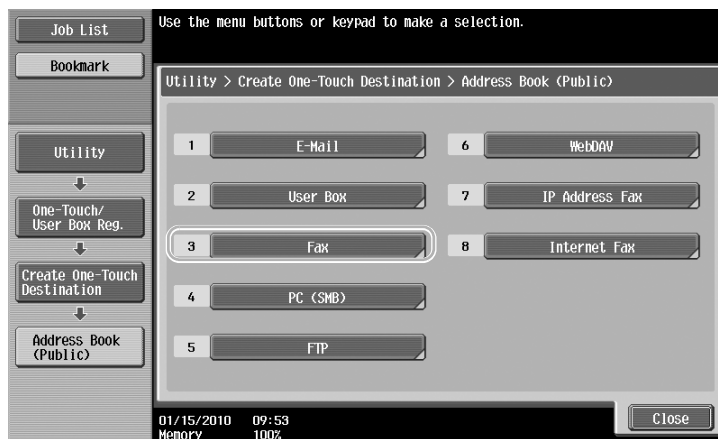 Job List
Bookmark
Use the menu buttons or keypad to make a selection.
Utility > Create One-Touch Destination > Address Book (Public)
Utility
One-Touch/
User Box Reg.
Create One-Touch
Destination
Address Book
(Public)
1 E-Mail
2 User Box
3 Fax
4 PC (SMB)
5 FTP
6 WebDAV
7 IP Address Fax
8 Internet Fax
01/15/2010 09:53
Memory 100%
Close